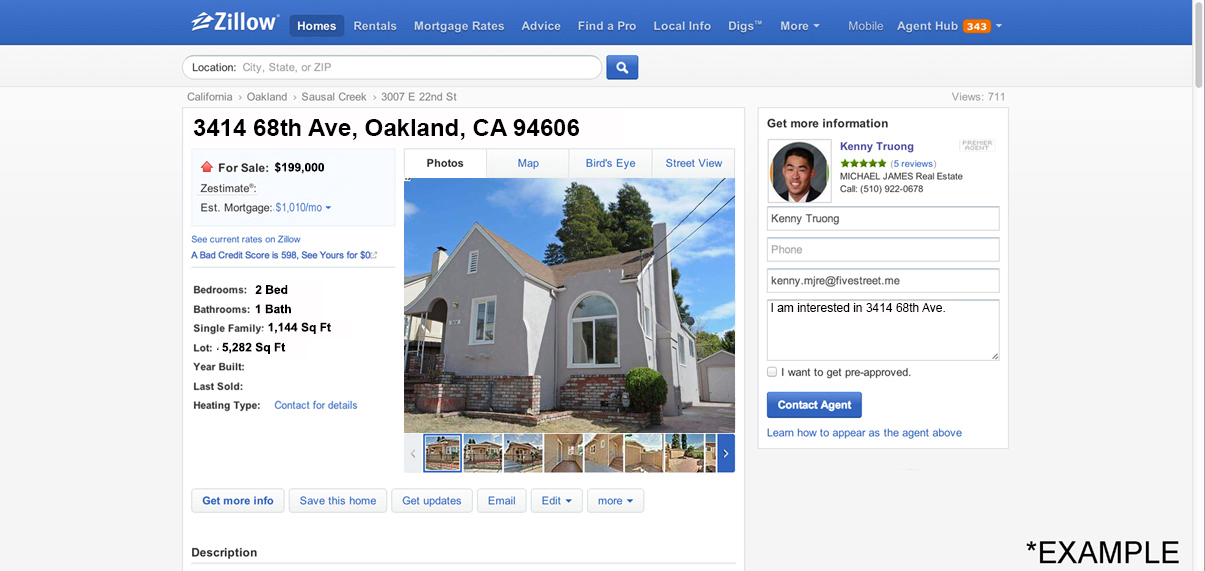 Zillow®
Homes Rentals Mortgage Rates Advice Find a Pro Local Info Digs™ More Mobile Agent Hub 343
Location: City, State, or ZIP
California › Oakland › Sausal Creek › 3007 E 22nd St
Views: 711
3414 68th Ave, Oakland, CA 94606
For Sale: $199,000
Zestimate®:
Est. Mortgage: $1,010/mo
See current rates on Zillow
A Bad Credit Score is 598, See Yours for $0
Bedrooms: 2 Bed
Bathrooms: 1 Bath
Single Family: 1,144 Sq Ft
Lot: 5,282 Sq Ft
Year Built:
Last Sold:
Heating Type: Contact for details
Photos Map Bird's Eye Street View
Get more info Save this home Get updates Email Edit more
Description
Get more information
Kenny Truong
PREMIER
AGENT
(5 reviews)
MICHAEL JAMES Real Estate
Call: (510) 922-0678
Kenny Truong
Phone
kenny.mjre@fivestreet.me
I am interested in 3414 68th Ave.
I want to get pre-approved.
Contact Agent
Learn how to appear as the agent above
*EXAMPLE